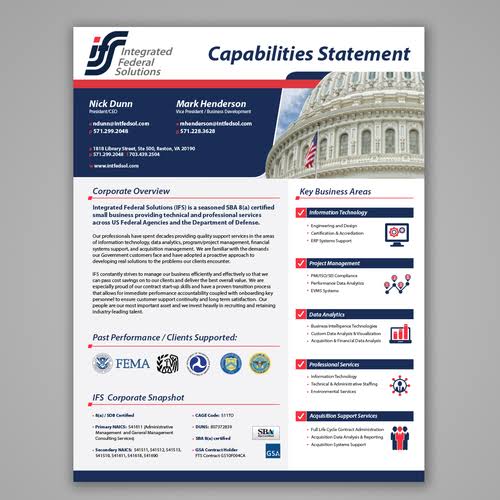 ifs Integrated
Federal
Solutions
Capabilities Statement
Nick Dunn
President/CEO
e ndunn@intfedsol.com
p 571.299.2048
Mark Henderson
Vice President / Business Development
e mhenderson@intfedsol.com
p 571.228.3628
1818 Library Street, Ste 500, Reston, VA 20190
p 571.299.2048 f 703.439.2504
w www.intfedsol.com
Corporate Overview
Integrated Federal Solutions (IFS) is a seasoned SBA 8(a) certified
small business providing technical and professional services
across US Federal Agencies and the Department of Defense.
Our professionals have spent decades providing quality support services in the areas
of information technology, data analytics, program/project management, financial
systems support, and acquisition management. We are familiar with the demands
our Government customers face and have adopted a proactive approach to
developing real solutions to the problems our clients encounter.
IFS constantly strives to manage our business efficiently and effectively so that we
can pass cost savings on to our clients and deliver the best overall value. We are
especially proud of our contract start-up skills and have a proven transition process
that allows for immediate performance accountability coupled with onboarding key
personnel to ensure customer support continuity and long term satisfaction. Our
people are our most important asset and we invest heavily in recruiting and retaining
industry-leading talent.
Past Performance / Clients Supported:
FEMA
IFS Corporate Snapshot
8(a) / SDB Certified
Primary NAICS: 541611 (Administrative
Management and General Management
Consulting Services)
Secondary NAICS: 541511, 541512, 541513,
541519, 541611, 541618, 541690
CAGE Code: 511T0
DUNS: 807372839
SBA 8(a) certified
GSA Contract Holder
SBA
GSA
Key Business Areas
Information Technology
Engineering and Design
Certification & Accreditation
ERP Systems Support
Project Management
PMI/ISO/SEI Compliance
Performance Data Analytics
EVMS Systems
Data Analytics
Business Intelligence Technologies
Custom Data Analysis & Visualization
Acquisition & Financial Data Analysis
Professional Services
Information Technology
Technical & Administrative Staffing
Environmental Services
Acquisition Support Services
Full Life Cycle Contract Administration
Acquisition Data Analysis & Reporting
Acquisition Systems Support